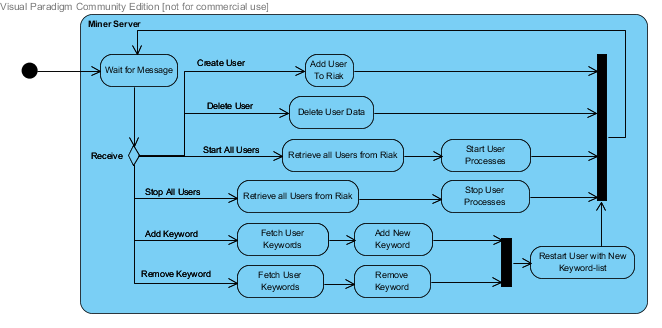 Visual Paradigm Community Edition [not for commercial use]
Miner Server
Wait for Message
Create User
Add User
To Riak
Delete User
Delete User Data
Receive
Start All Users
Retrieve all Users from Riak
Start User
Processes
Stop All Users
Retrieve all Users from Riak
Stop User
Processes
Add Keyword
Fetch User
Keywords
Add New
Keyword
Remove Keyword
Fetch User
Keywords
Remove
Keyword
Restart User with New
Keyword-list